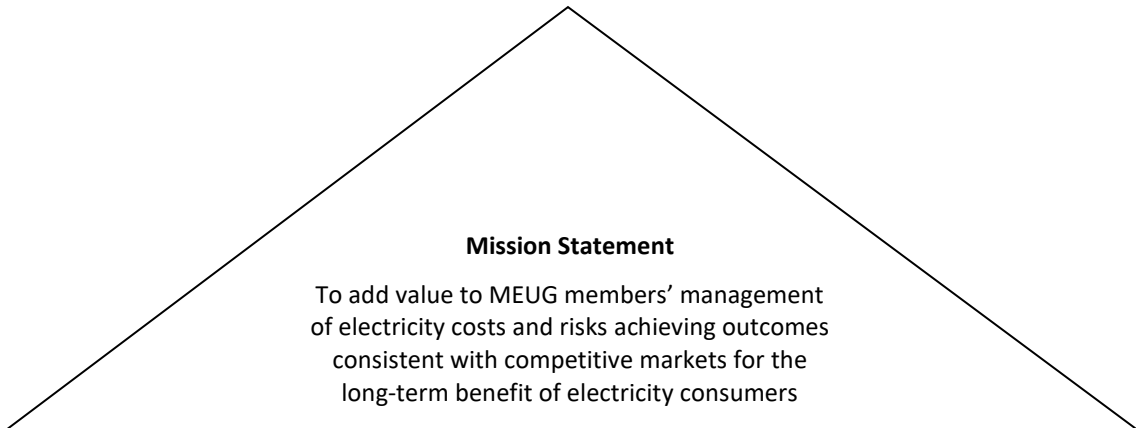 Mission Statement
To add value to MEUG members’ management
of electricity costs and risks achieving outcomes
consistent with competitive markets for the
long-term benefit of electricity consumers